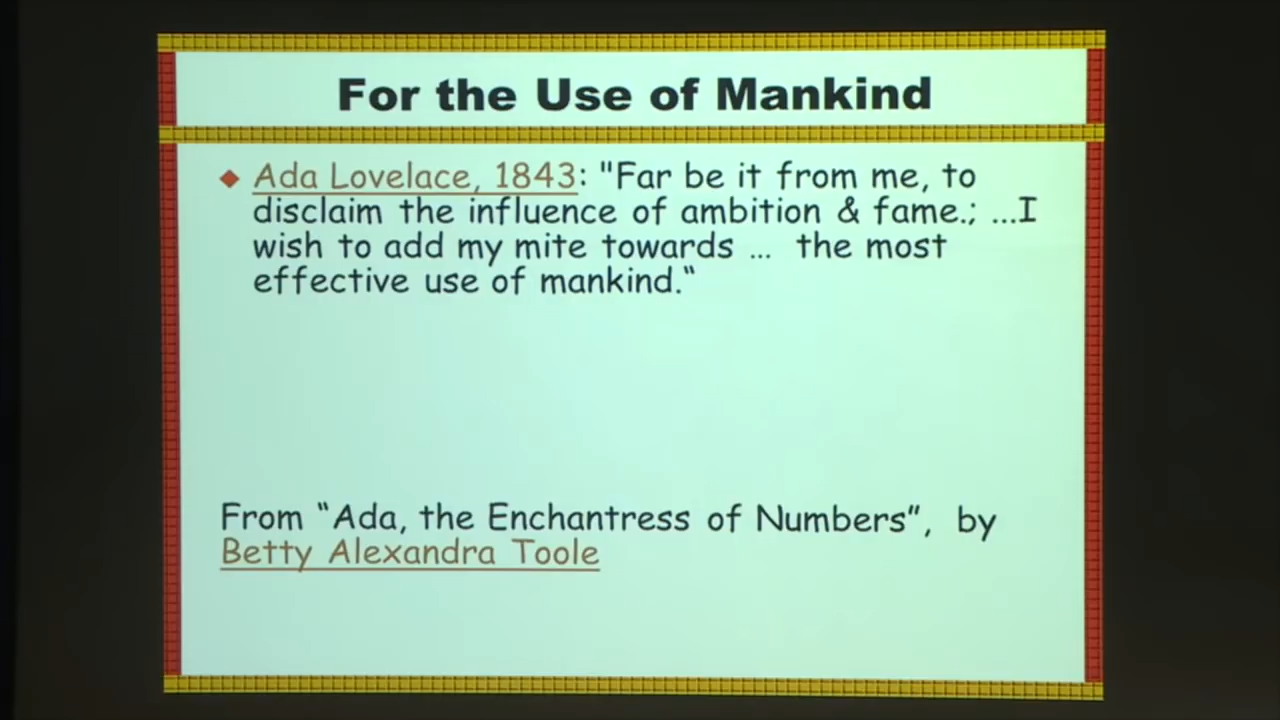 For the Use of Mankind
Ada Lovelace, 1843: "Far be it from me, to
disclaim the influence of ambition & fame.; ...I
wish to add my mite towards ... the most
effective use of mankind.“
From “Ada, the Enchantress of Numbers”, by
Betty Alexandra Toole